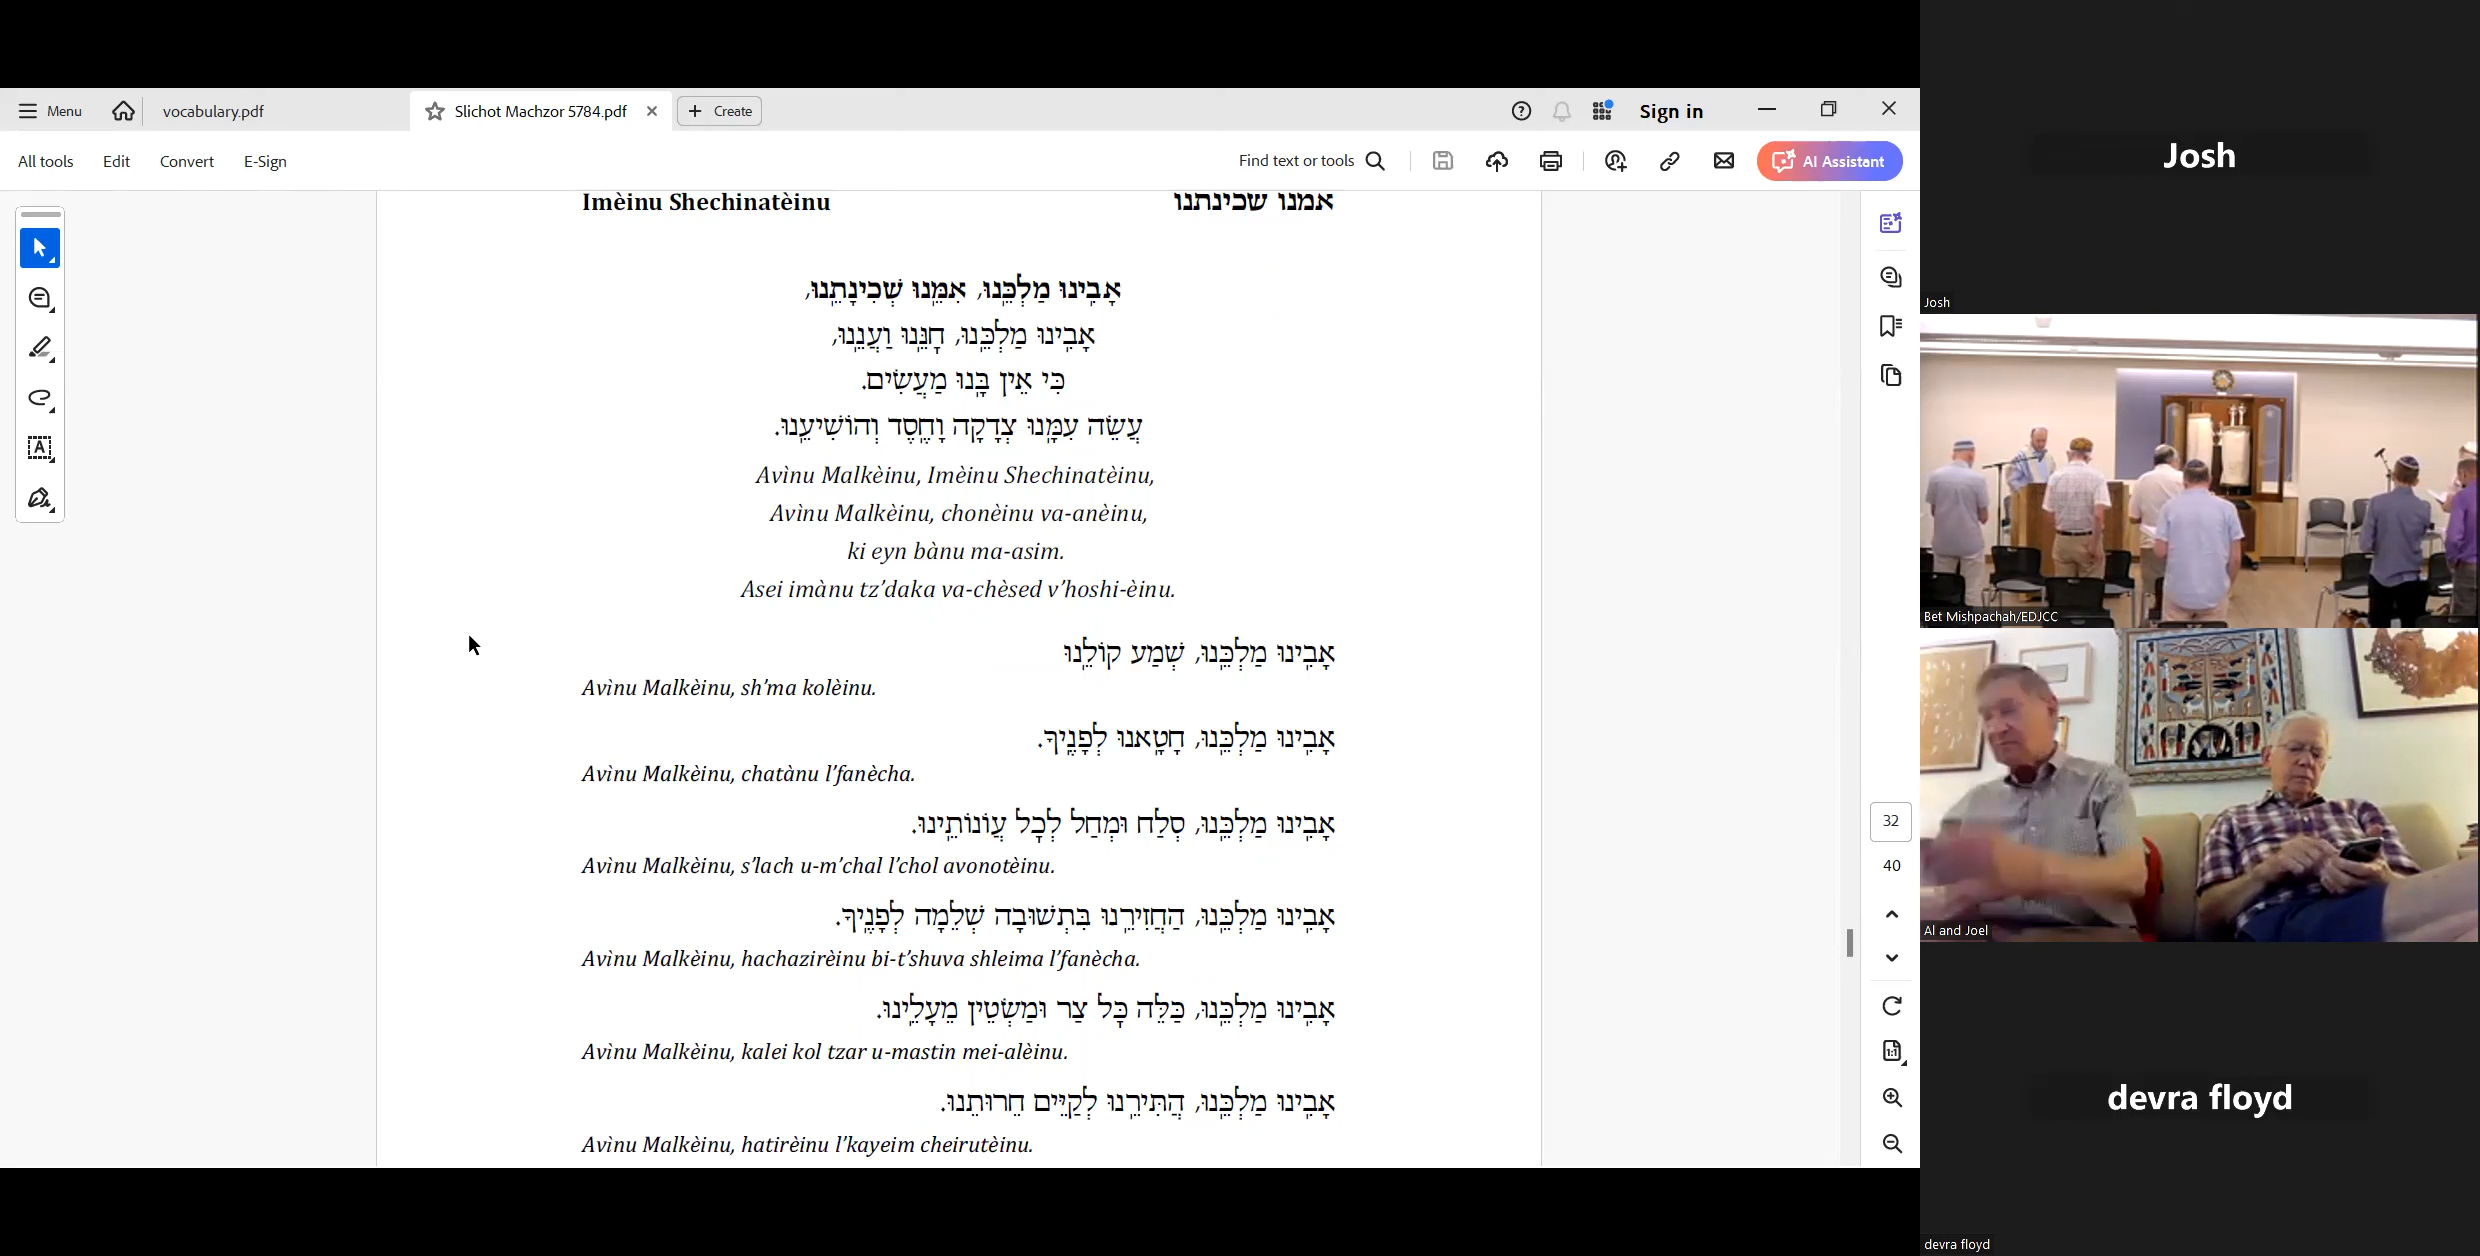 Menu
vocabulary.pdf
Slichot Machzor 5784.pdf
Create
Sign in
All tools
Edit
Convert
E-Sign
Find text or tools
AI Assistant
Imèinu Shechinatèinu
אמנו שכינתנו
אָבִֽינוּ מַלְכֵּֽנוּ, אִמֵּֽנוּ שְׁכִינָתֵֽנוּ,
אָבִֽינוּ מַלְכֵּֽנוּ, חָנֵּֽנוּ וַעֲנֵֽנוּ,
כִּי אֵין בָּֽנוּ מַעֲשִׂים.
עֲשֵׂה עִמָּֽנוּ צְדָקָה וָחֶֽסֶד וְהוֹשִׁיעֵֽנוּ.
Avìnu Malkèinu, Imèinu Shechinatèinu,
Avìnu Malkèinu, chonèinu va-anèinu,
ki eyn bànu ma-asim.
Asei imànu tz’daka va-chèsed v’hoshi-èinu.
אָבִֽינוּ מַלְכֵּֽנוּ, שְׁמַע קוֹלֵֽנוּ
Avìnu Malkèinu, sh’ma kolèinu.
אָבִֽינוּ מַלְכֵּֽנוּ, חָטָֽאנוּ לְפָנֶֽיךָ.
Avìnu Malkèinu, chatànu l’fanècha.
אָבִֽינוּ מַלְכֵּֽנוּ, סְלַח וּמְחַל לְכָל עֲוֹנוֹתֵֽינוּ.
Avìnu Malkèinu, s’lach u-m’chal l’chol avonotèinu.
אָבִֽינוּ מַלְכֵּֽנוּ, הַחֲזִירֵֽנוּ בִּתְשׁוּבָה שְׁלֵמָה לְפָנֶֽיךָ.
Avìnu Malkèinu, hachazirèinu bi-t’shuva shleima l’fanècha.
אָבִֽינוּ מַלְכֵּֽנוּ, כַּלֵּה כָּל צַר וּמַשְׂטִין מֵעָלֵֽינוּ.
Avìnu Malkèinu, kalei kol tzar u-mastin mei-alèinu.
אָבִֽינוּ מַלְכֵּֽנוּ, הֲתִּירֵֽנוּ לְקַיֵּים חֵרוּתֵנוּ.
Avìnu Malkèinu, hatirèinu l’kayeim cheirutèinu.
32
40
Josh
Josh
Bet Mishpachah/EDJCC
Al and Joel
devra floyd
devra floyd